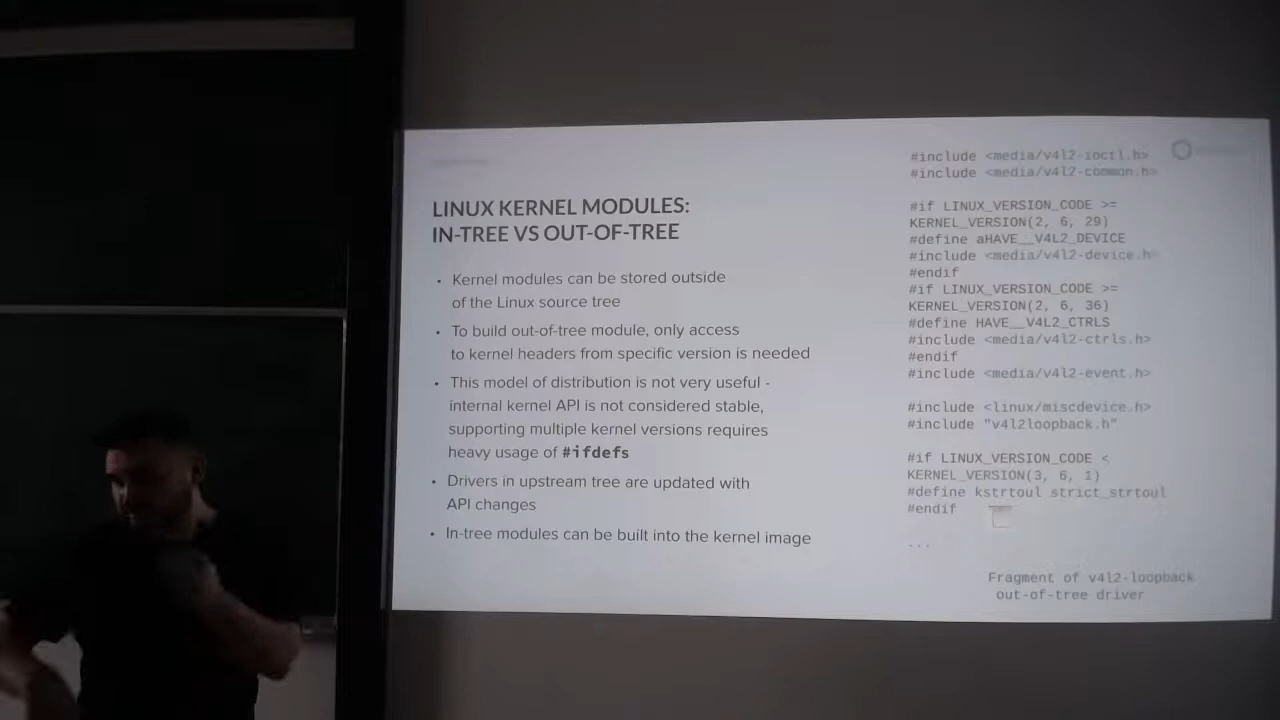 LINUX KERNEL MODULES:
IN-TREE VS OUT-OF-TREE
• Kernel modules can be stored outside
of the Linux source tree
• To build out-of-tree module, only access
to kernel headers from specific version is needed
• This model of distribution is not very useful -
internal kernel API is not considered stable,
supporting multiple kernel versions requires
heavy usage of #ifdefs
• Drivers in upstream tree are updated with
API changes
• In-tree modules can be built into the kernel image
#include <media/v4l2-ioctl.h>
#include <media/v4l2-common.h>
#if LINUX_VERSION_CODE >=
KERNEL_VERSION(2, 6, 29)
#define aHAVE__V4L2_DEVICE
#include <media/v4l2-device.h>
#endif
#if LINUX_VERSION_CODE >=
KERNEL_VERSION(2, 6, 36)
#define HAVE__V4L2_CTRLS
#include <media/v4l2-ctrls.h>
#endif
#include <media/v4l2-event.h>
#include <linux/miscdevice.h>
#include "v4l2loopback.h"
#if LINUX_VERSION_CODE <
KERNEL_VERSION(3, 6, 1)
#define kstrtoul strict_strtoul
#endif
...
Fragment of v4l2-loopback
out-of-tree driver